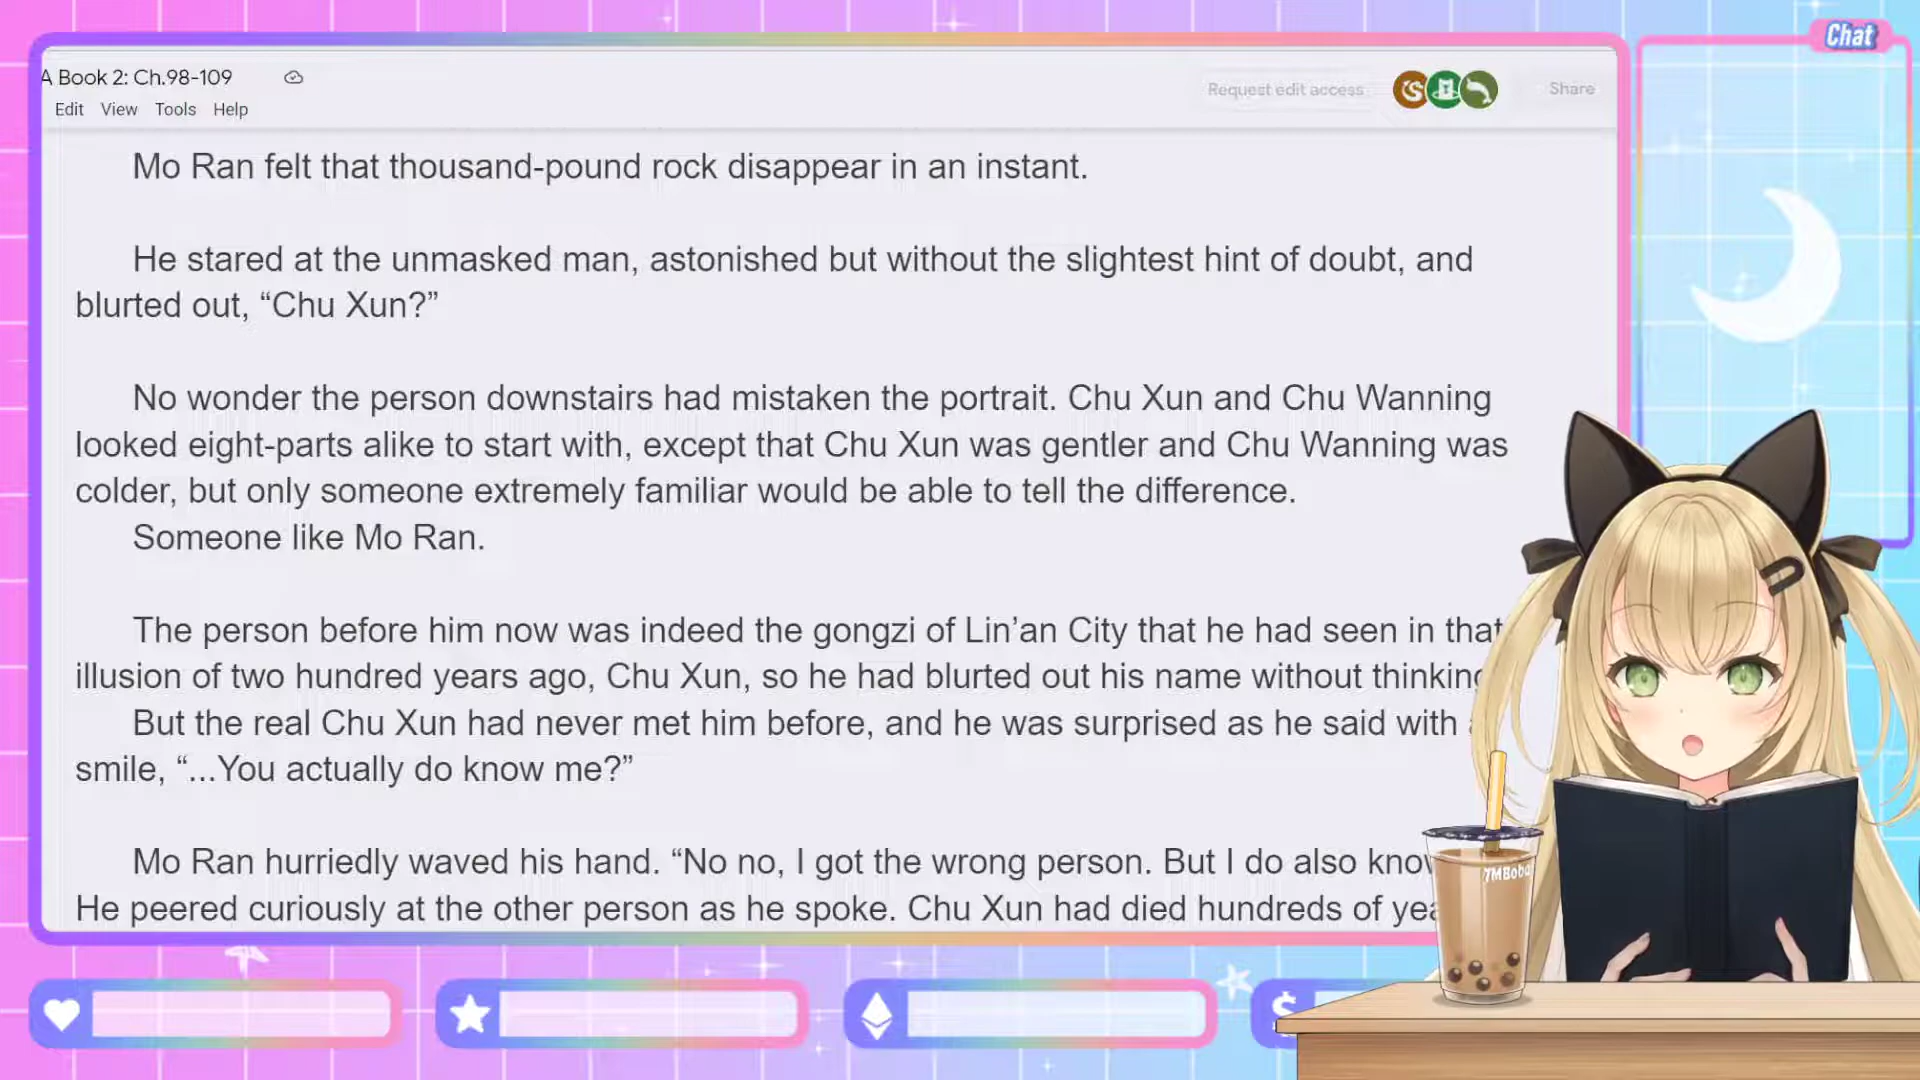 Chat
A Book 2: Ch.98-109
Request edit access
Share
Edit View Tools Help
Mo Ran felt that thousand-pound rock disappear in an instant.
He stared at the unmasked man, astonished but without the slightest hint of doubt, and
blurted out, “Chu Xun?”
No wonder the person downstairs had mistaken the portrait. Chu Xun and Chu Wanning
looked eight-parts alike to start with, except that Chu Xun was gentler and Chu Wanning was
colder, but only someone extremely familiar would be able to tell the difference.
Someone like Mo Ran.
The person before him now was indeed the gongzi of Lin’an City that he had seen in that
illusion of two hundred years ago, Chu Xun, so he had blurted out his name without thinking
But the real Chu Xun had never met him before, and he was surprised as he said with
smile, “...You actually do know me?”
Mo Ran hurriedly waved his hand. “No no, I got the wrong person. But I do also
He peered curiously at the other person as he spoke. Chu Xun had died hundreds of
7MBoba